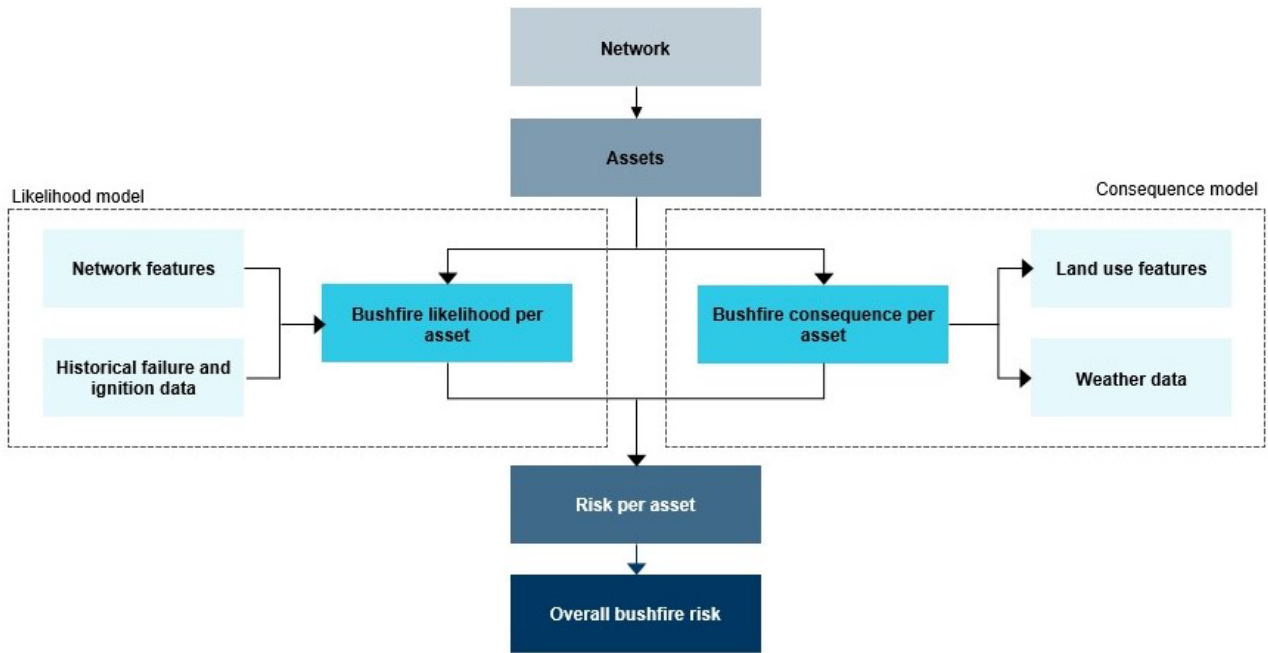 Network
Assets
Likelihood model
Consequence model
Network features
Historical failure and
ignition data
Bushfire likelihood per
asset
Bushfire consequence per
asset
Land use features
Weather data
Risk per asset
Overall bushfire risk